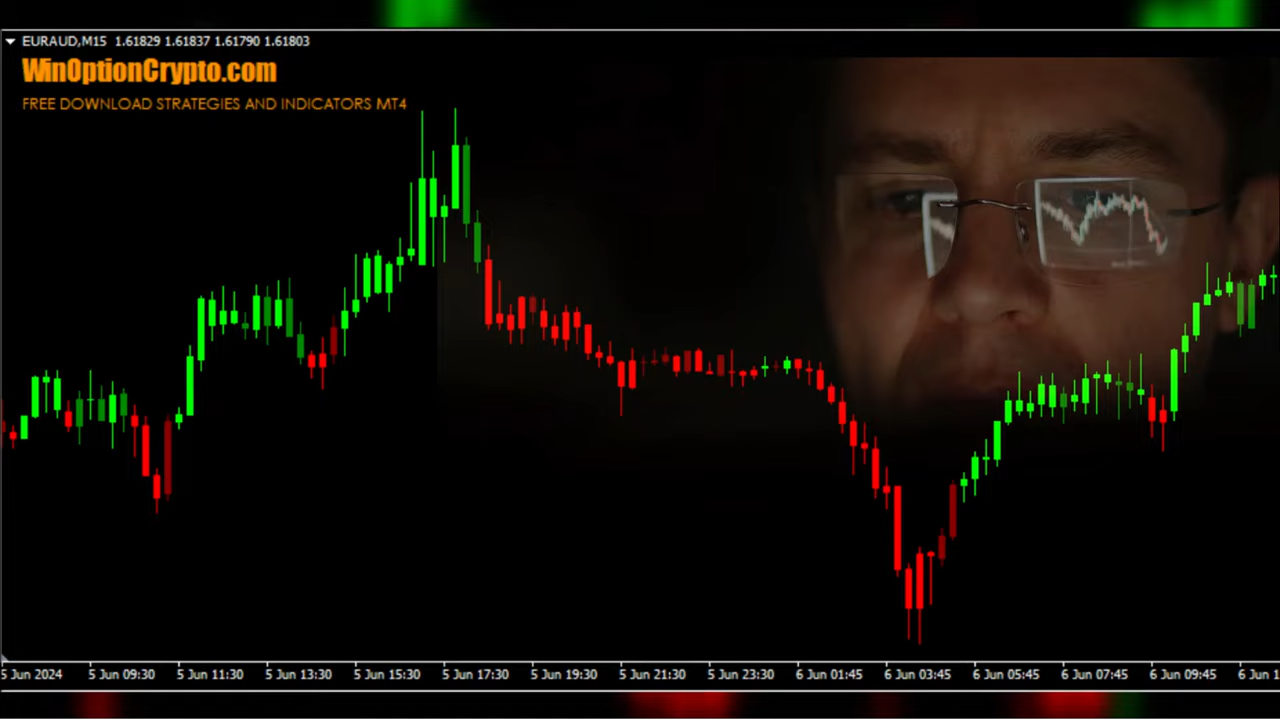 EURAUD,M15 1.61829 1.61837 1.61790 1.61803
WinOptionCrypto.com
FREE DOWNLOAD STRATEGIES AND INDICATORS MT4
5 Jun 2024 5 Jun 09:30 5 Jun 11:30 5 Jun 13:30 5 Jun 15:30 5 Jun 17:30 5 Jun 19:30 5 Jun 21:30 5 Jun 23:30 6 Jun 01:45 6 Jun 03:45 6 Jun 05:45 6 Jun 07:45 6 Jun 09:45 6 Jun 1